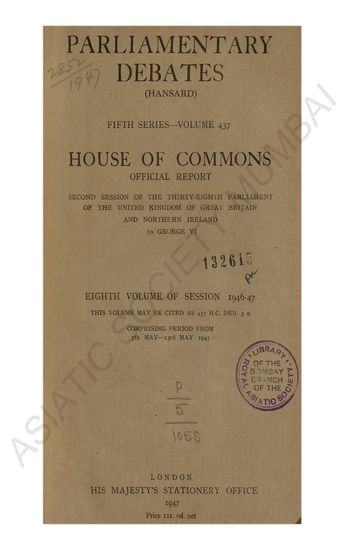 PARLIAMENTARY
DEBATES
(HANSARD)
2852
1947
FIFTH SERIES—VOLUME 437
HOUSE OF COMMONS
OFFICIAL REPORT
SECOND SESSION OF THE THIRTY-EIGHTH PARLIAMENT
OF THE UNITED KINGDOM OF GREAT BRITAIN
AND NORTHERN IRELAND
10 GEORGE VI
132615
EIGHTH VOLUME OF SESSION 1946-47
THIS VOLUME MAY BE CITED AS 437 H.C. DEB. 5 s.
COMPRISING PERIOD FROM
5th MAY—23rd MAY 1947
LIBRARY
OF THE
BOMBAY
BRANCH
OF THE
ROYAL ASIATIC SOCIETY
P
5
1058
LONDON
HIS MAJESTY'S STATIONERY OFFICE
1947
Price 11s. 0d. net
ASIATIC SOCIETY MUMBAI